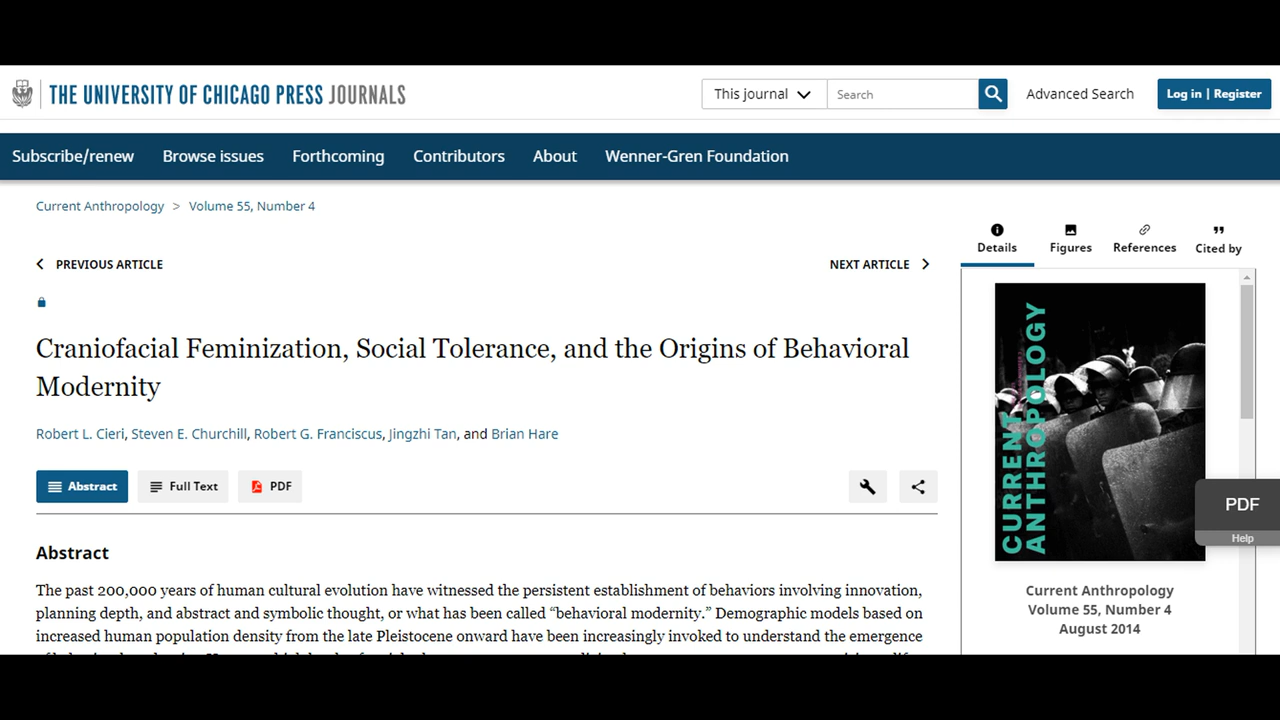 THE UNIVERSITY OF CHICAGO PRESS JOURNALS
This journal
Search
Advanced Search
Log in | Register
Subscribe/renew
Browse issues
Forthcoming
Contributors
About
Wenner-Gren Foundation
Current Anthropology > Volume 55, Number 4
PREVIOUS ARTICLE
NEXT ARTICLE
Craniofacial Feminization, Social Tolerance, and the Origins of Behavioral
Modernity
Robert L. Cieri, Steven E. Churchill, Robert G. Franciscus, Jingzhi Tan, and Brian Hare
Abstract
Full Text
PDF
Abstract
The past 200,000 years of human cultural evolution have witnessed the persistent establishment of behaviors involving innovation,
planning depth, and abstract and symbolic thought, or what has been called “behavioral modernity.” Demographic models based on
increased human population density from the late Pleistocene onward have been increasingly invoked to understand the emergence
Details
Figures
References
Cited by
CURRENT
ANTHROPOLOGY
Current Anthropology
Volume 55, Number 4
August 2014
PDF
Help